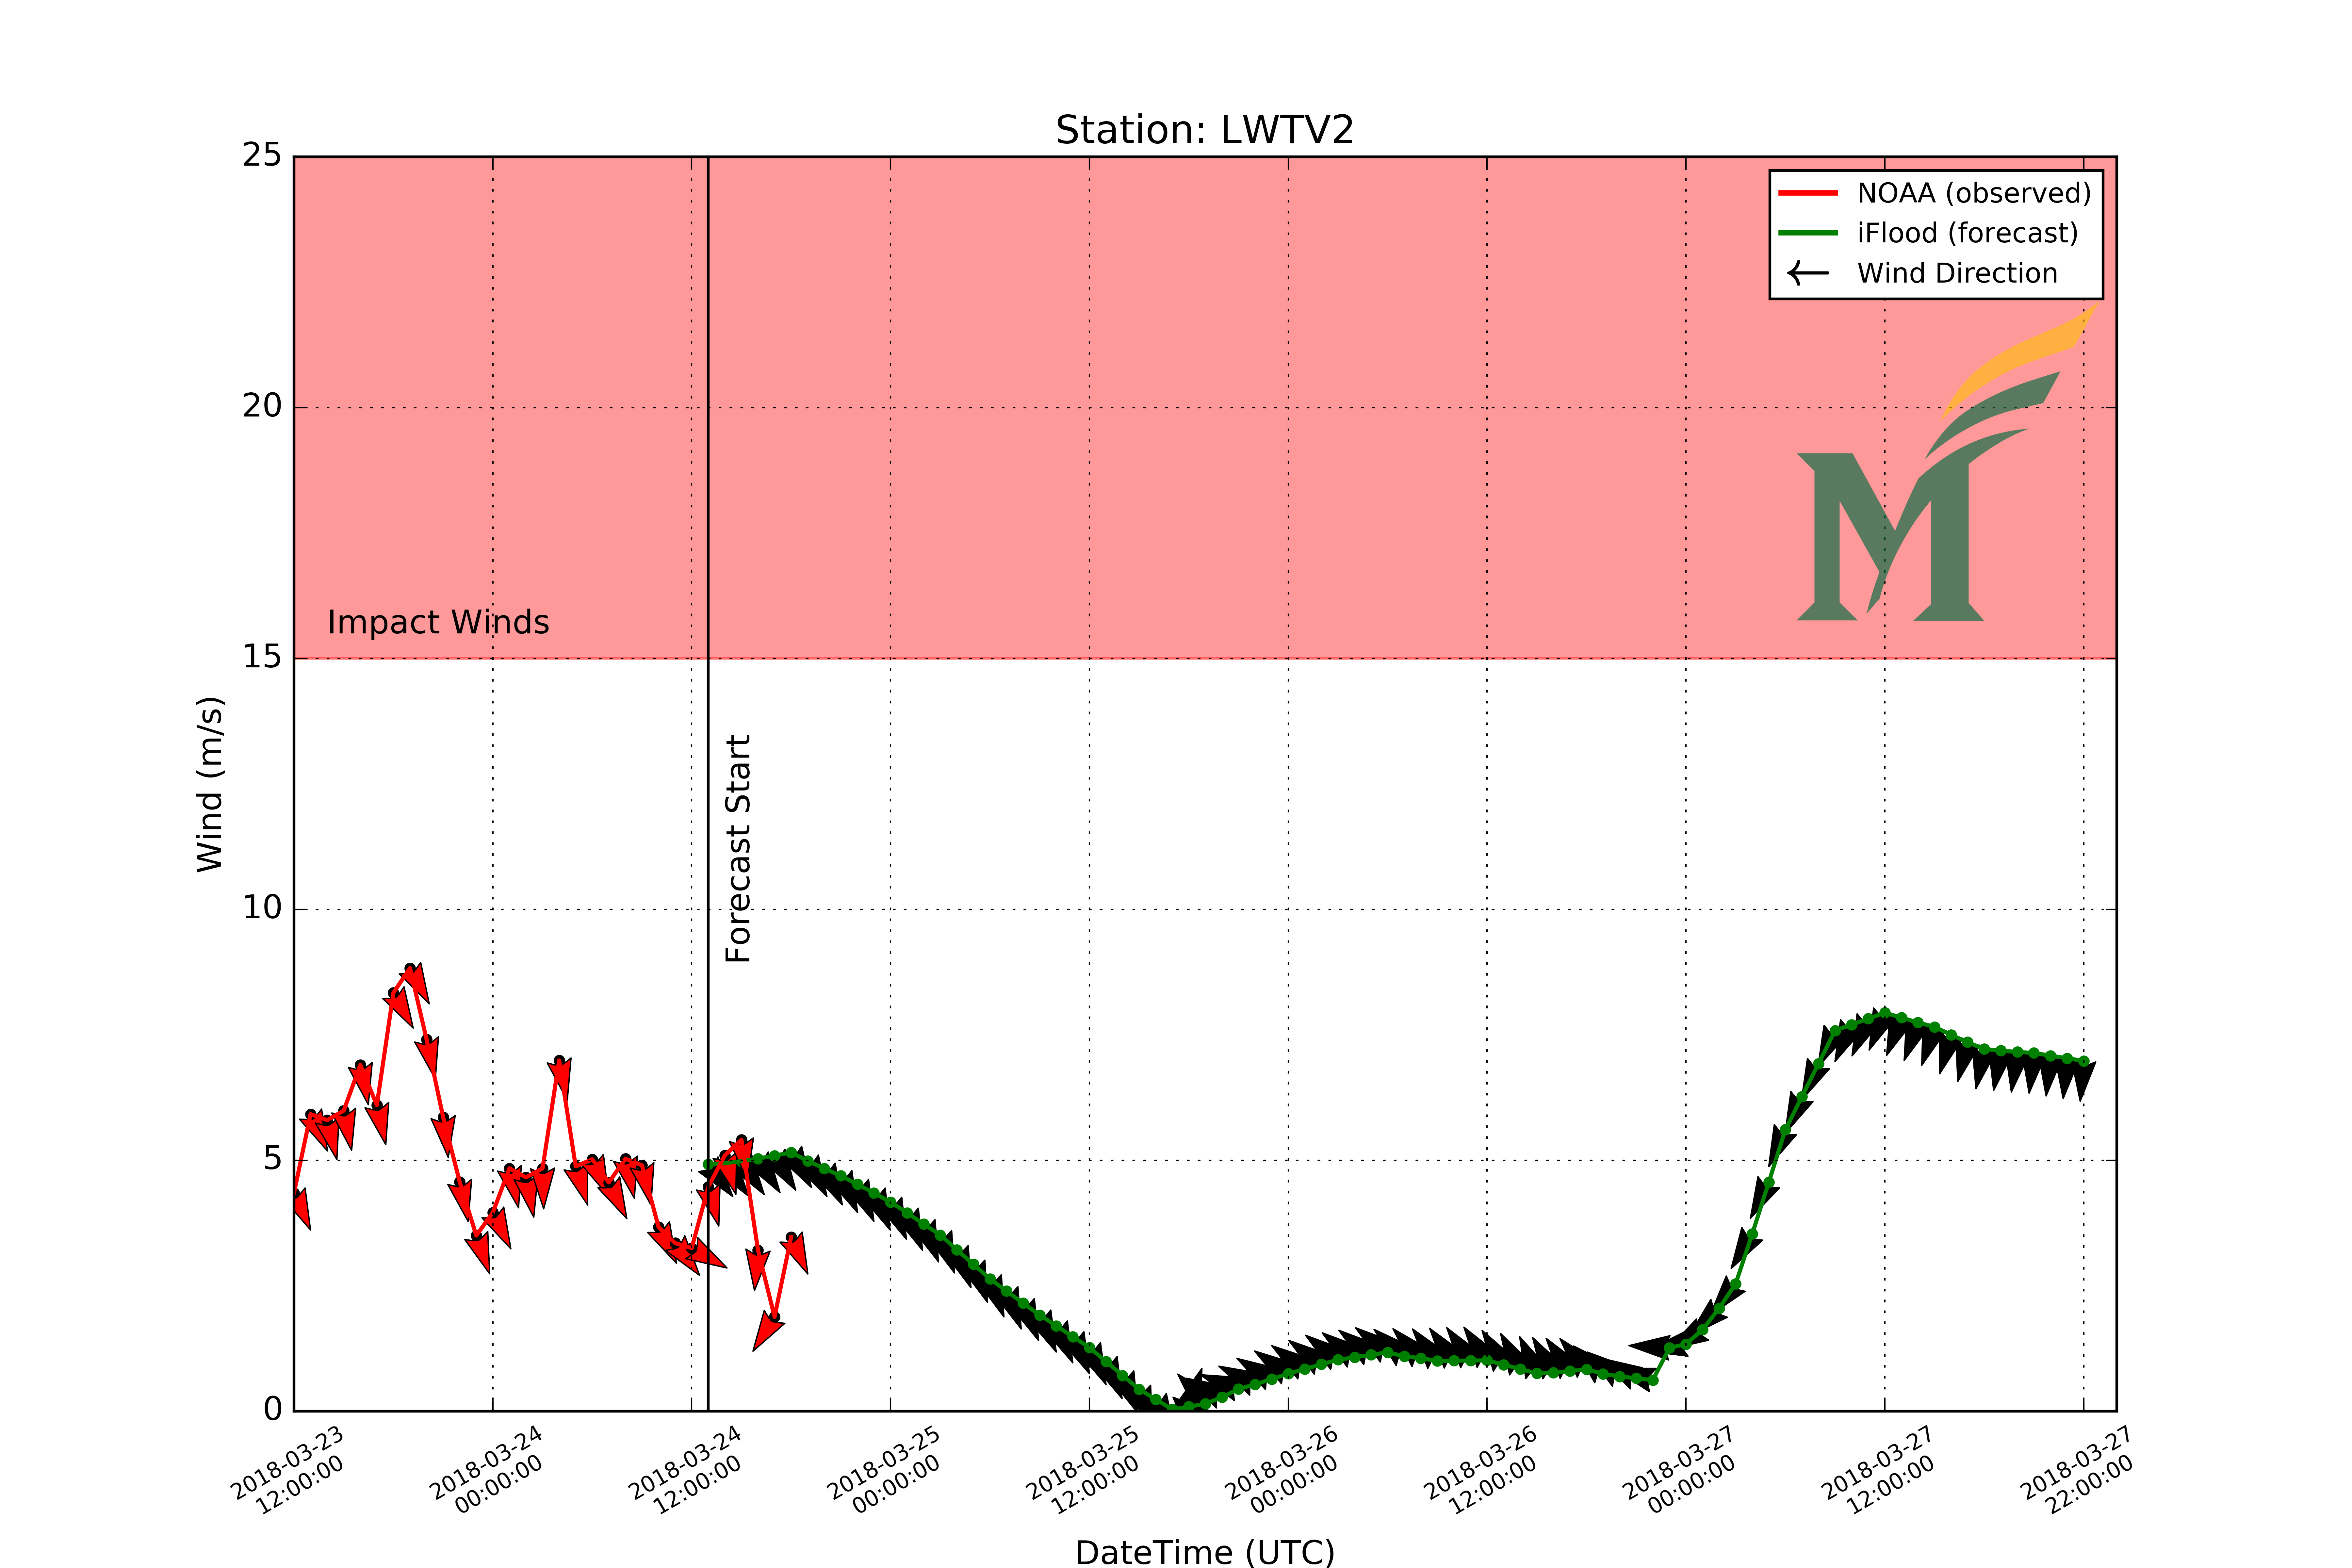 Station: LWTV2
25
20
15
10
5
0
Wind (m/s)
NOAA (observed)
iFlood (forecast)
Wind Direction
Impact Winds
Forecast Start
2018-03-23
12:00:00
2018-03-24
00:00:00
2018-03-24
12:00:00
2018-03-25
00:00:00
2018-03-25
12:00:00
2018-03-26
00:00:00
2018-03-26
12:00:00
2018-03-27
00:00:00
2018-03-27
12:00:00
2018-03-27
22:00:00
DateTime (UTC)
M